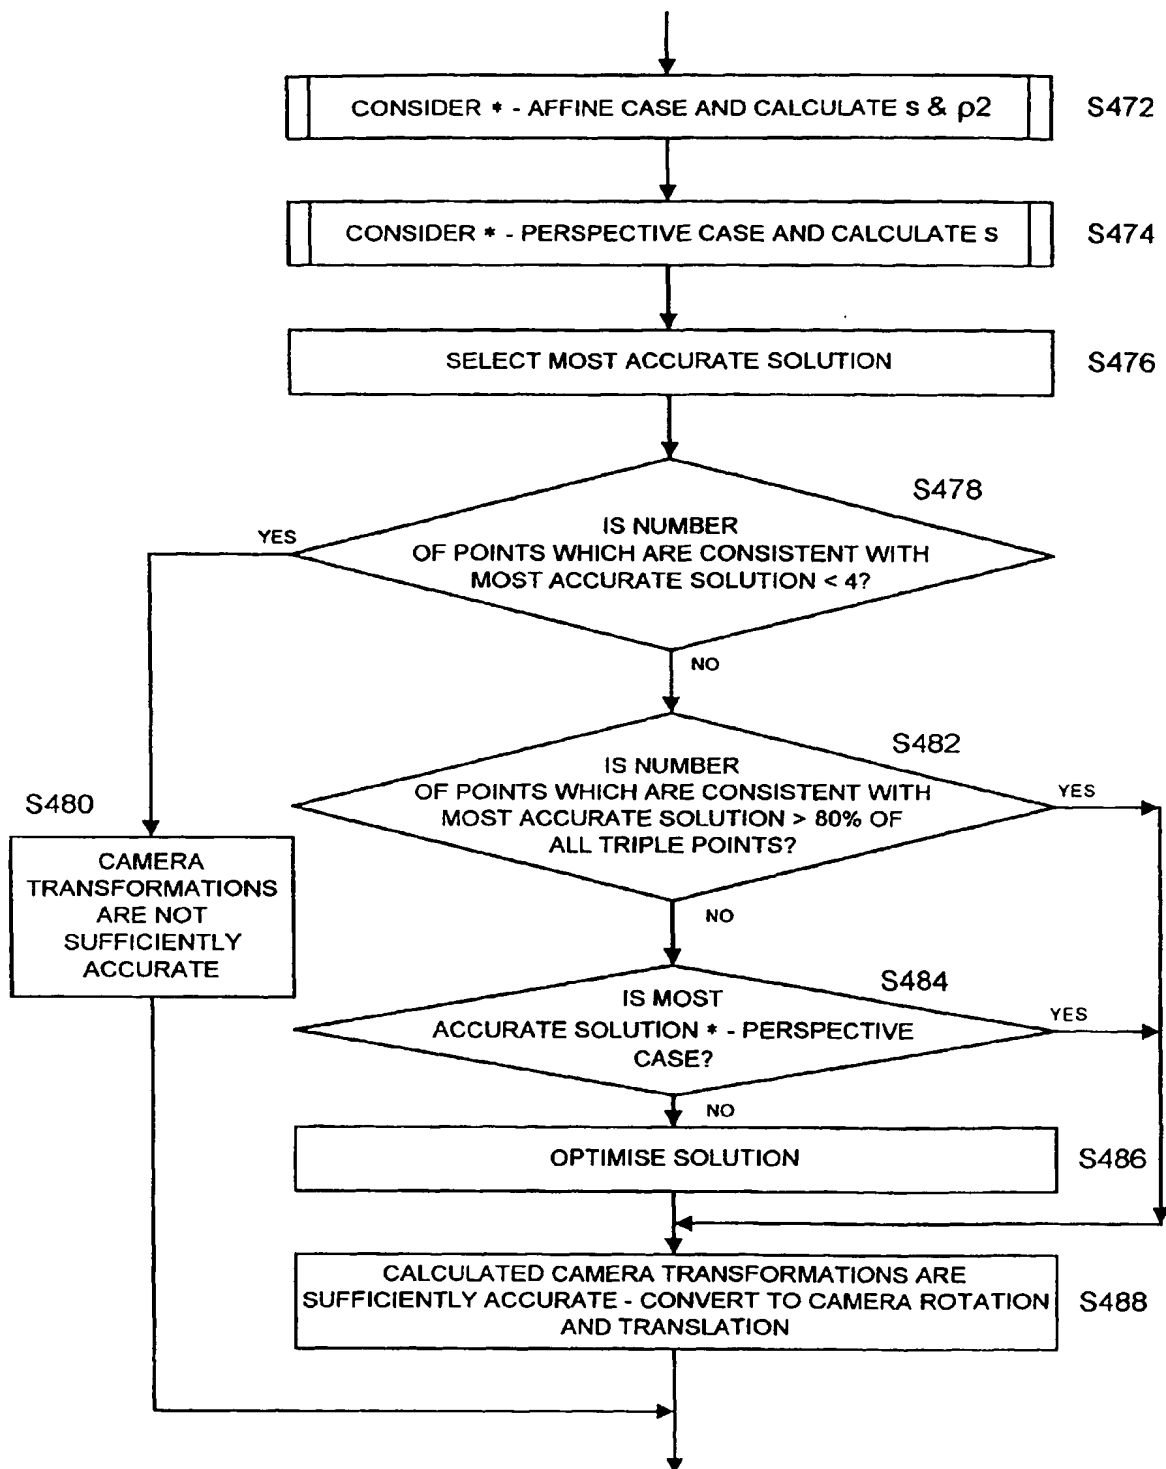 CONSIDER * - AFFINE CASE AND CALCULATE s & ρ2
S472
CONSIDER * - PERSPECTIVE CASE AND CALCULATE s
S474
SELECT MOST ACCURATE SOLUTION
S476
S478
IS NUMBER
OF POINTS WHICH ARE CONSISTENT WITH
MOST ACCURATE SOLUTION < 4?
YES
NO
S482
IS NUMBER
OF POINTS WHICH ARE CONSISTENT WITH
MOST ACCURATE SOLUTION > 80% OF
ALL TRIPLE POINTS?
YES
NO
S480
CAMERA
TRANSFORMATIONS
ARE NOT
SUFFICIENTLY
ACCURATE
S484
IS MOST
ACCURATE SOLUTION * - PERSPECTIVE
CASE?
YES
NO
OPTIMISE SOLUTION
S486
CALCULATED CAMERA TRANSFORMATIONS ARE
SUFFICIENTLY ACCURATE - CONVERT TO CAMERA ROTATION
AND TRANSLATION
S488